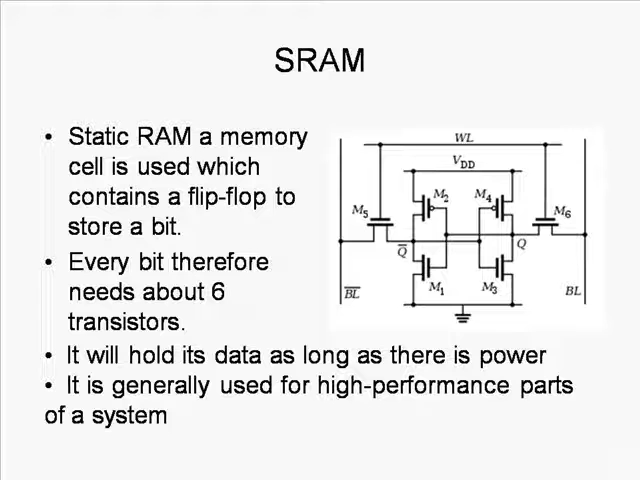 SRAM
• Static RAM a memory
cell is used which
contains a flip-flop to
store a bit.
• Every bit therefore
needs about 6
transistors.
• It will hold its data as long as there is power
• It is generally used for high-performance parts
of a system
WL
VDD
M2 M4
M5 M6
Q Q
M1 M3
BL BL